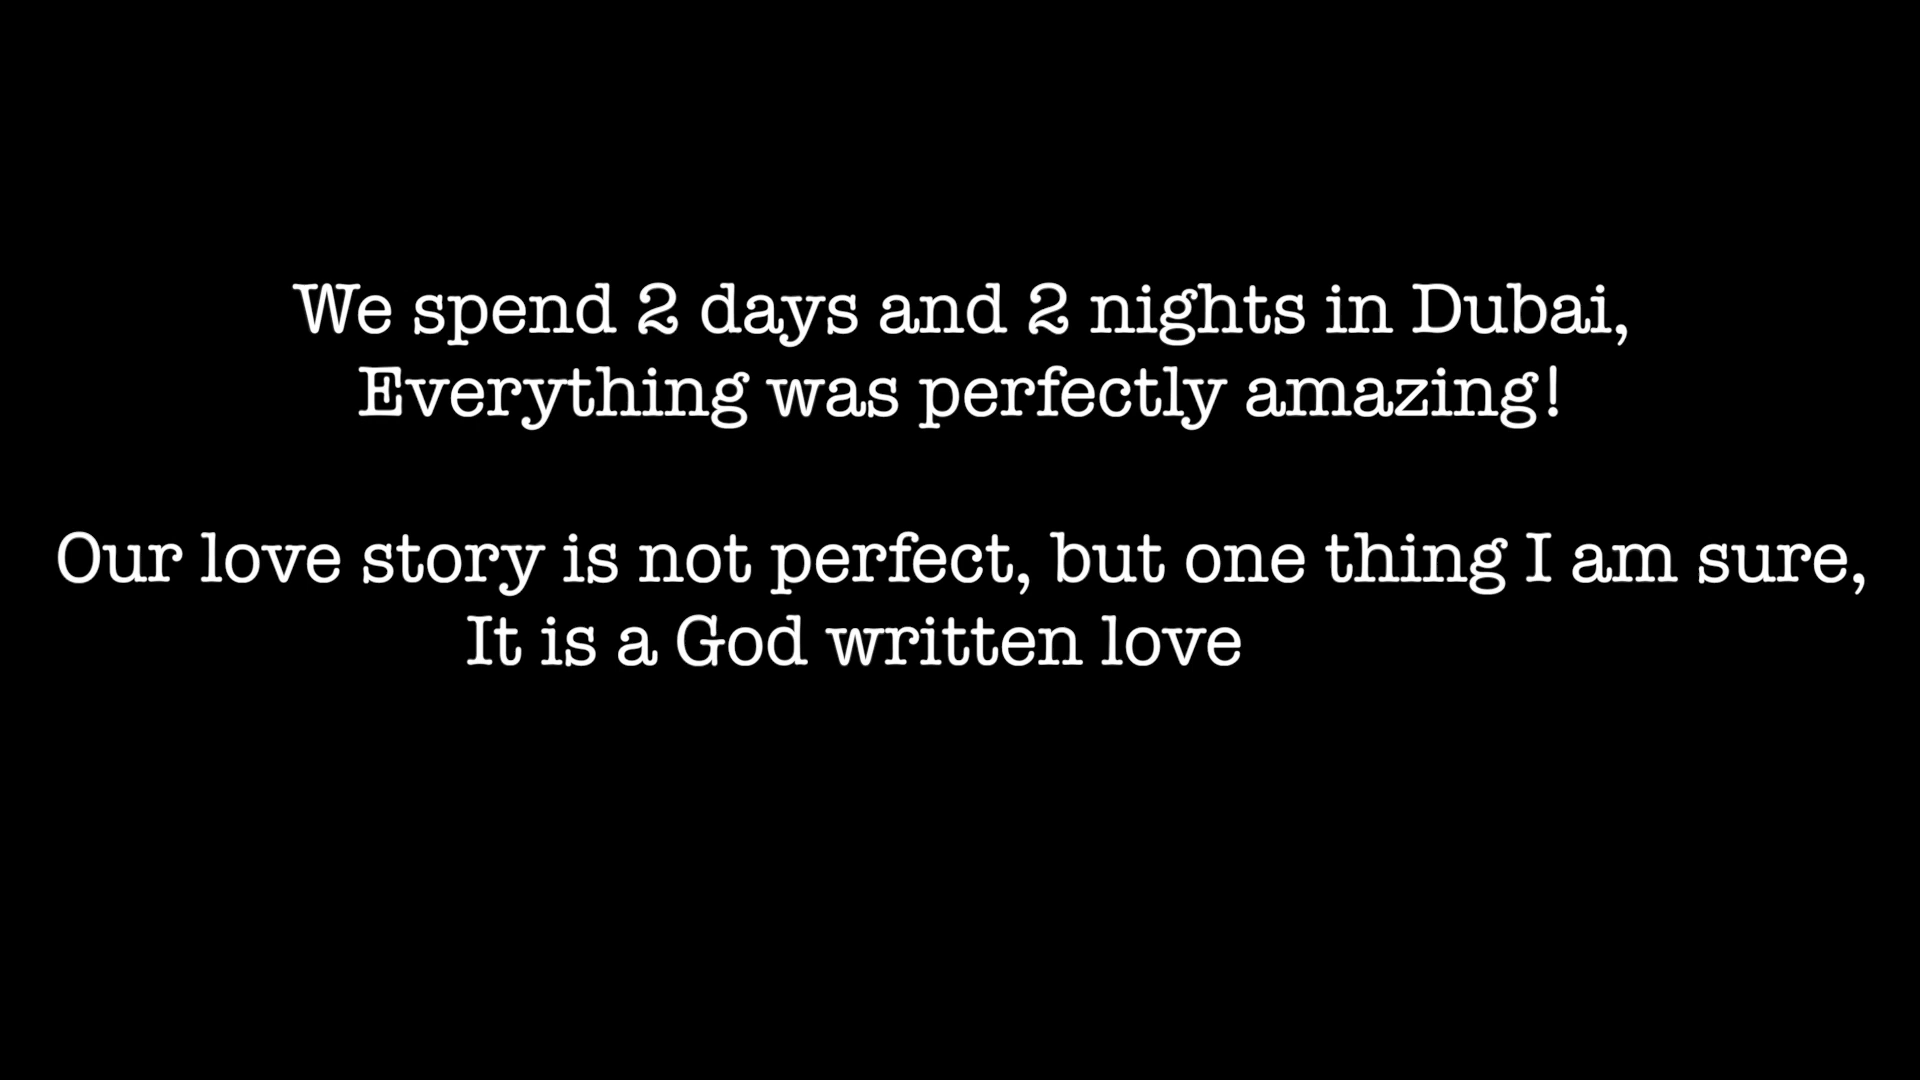 We spend 2 days and 2 nights in Dubai,
Everything was perfectly amazing!
Our love story is not perfect, but one thing I am sure,
It is a God written love